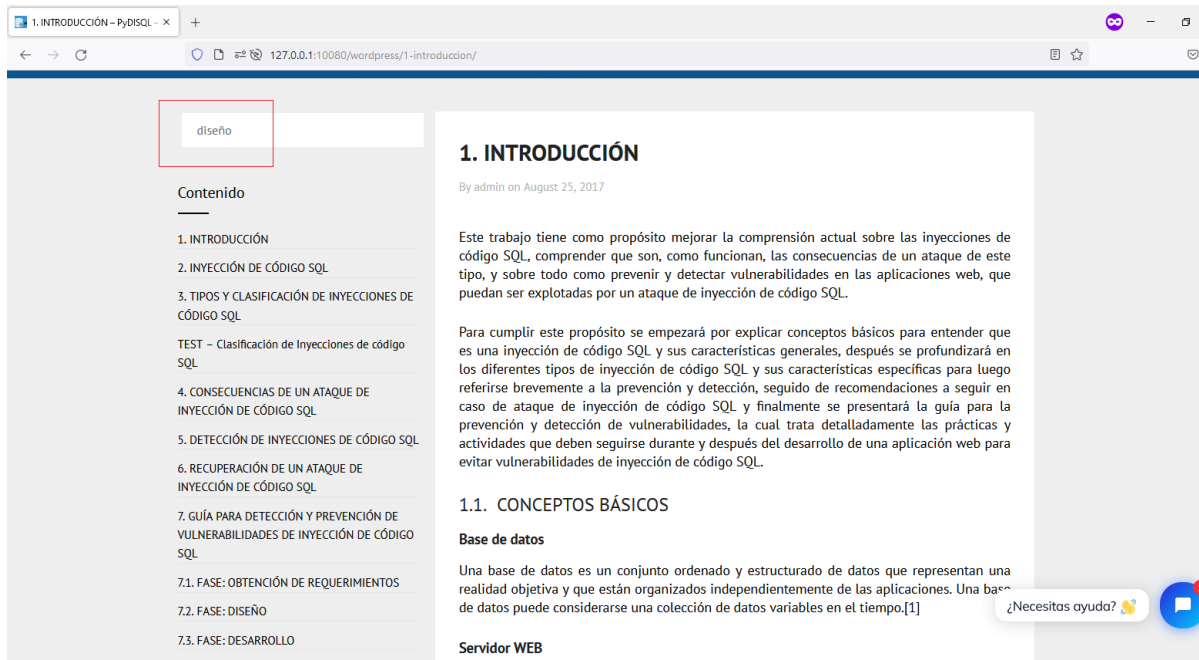 1. INTRODUCCIÓN – PyDISQL –
127.0.0.1:10080/wordpress/1-introduccion/
diseño
Contenido
1. INTRODUCCIÓN
2. INYECCIÓN DE CÓDIGO SQL
3. TIPOS Y CLASIFICACIÓN DE INYECCIONES DE
CÓDIGO SQL
TEST – Clasificación de Inyecciones de código
SQL
4. CONSECUENCIAS DE UN ATAQUE DE
INYECCIÓN DE CÓDIGO SQL
5. DETECCIÓN DE INYECCIONES DE CÓDIGO SQL
6. RECUPERACIÓN DE UN ATAQUE DE
INYECCIÓN DE CÓDIGO SQL
7. GUÍA PARA DETECCIÓN Y PREVENCIÓN DE
VULNERABILIDADES DE INYECCIÓN DE CÓDIGO
SQL
7.1. FASE: OBTENCIÓN DE REQUERIMIENTOS
7.2. FASE: DISEÑO
7.3. FASE: DESARROLLO
1. INTRODUCCIÓN
By admin on August 25, 2017
Este trabajo tiene como propósito mejorar la comprensión actual sobre las inyecciones de
código SQL, comprender que son, como funcionan, las consecuencias de un ataque de este
tipo, y sobre todo como prevenir y detectar vulnerabilidades en las aplicaciones web, que
puedan ser explotadas por un ataque de inyección de código SQL.
Para cumplir este propósito se empezará por explicar conceptos básicos para entender que
es una inyección de código SQL y sus características generales, después se profundizará en
los diferentes tipos de inyección de código SQL y sus características específicas para luego
referirse brevemente a la prevención y detección, seguido de recomendaciones a seguir en
caso de ataque de inyección de código SQL y finalmente se presentará la guía para la
prevención y detección de vulnerabilidades, la cual trata detalladamente las prácticas y
actividades que deben seguirse durante y después del desarrollo de una aplicación web para
evitar vulnerabilidades de inyección de código SQL.
1.1. CONCEPTOS BÁSICOS
Base de datos
Una base de datos es un conjunto ordenado y estructurado de datos que representan una
realidad objetiva y que están organizados independientemente de las aplicaciones. Una base
de datos puede considerarse una colección de datos variables en el tiempo.[1]
Servidor WEB
¿Necesitas ayuda? 👋